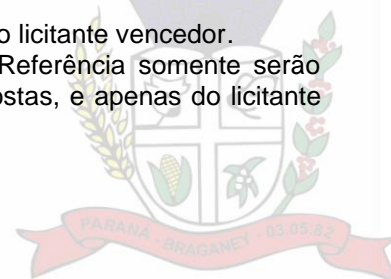 o licitante vencedor.
Referência somente serão
ostas, e apenas do licitante
PARANÁ - BRAGANEY - 03.05.82